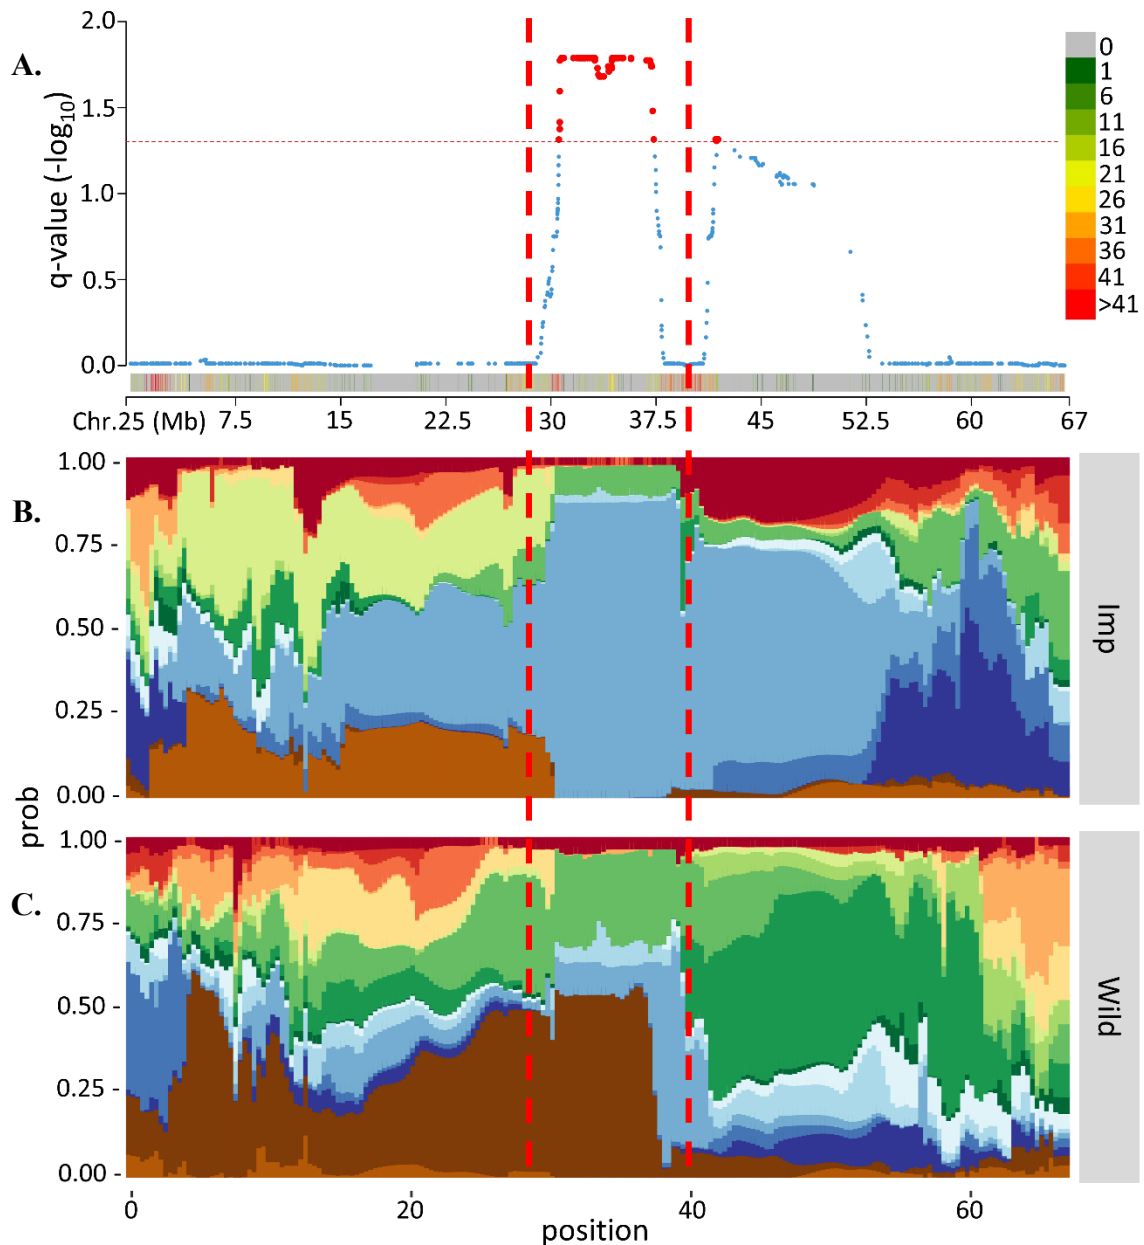 A.
q-value (-log10)
2.0
1.5
1.0
0.5
0.0
0
1
6
11
16
21
26
31
36
41
>41
Chr.25 (Mb) 7.5 15 22.5 30 37.5 45 52.5 60 67
B.
1.00 -
0.75 -
0.50 -
0.25 -
0.00 -
Imp
prob
C.
1.00 -
0.75 -
0.50 -
0.25 -
0.00 -
Wild
0 20 40 60
position